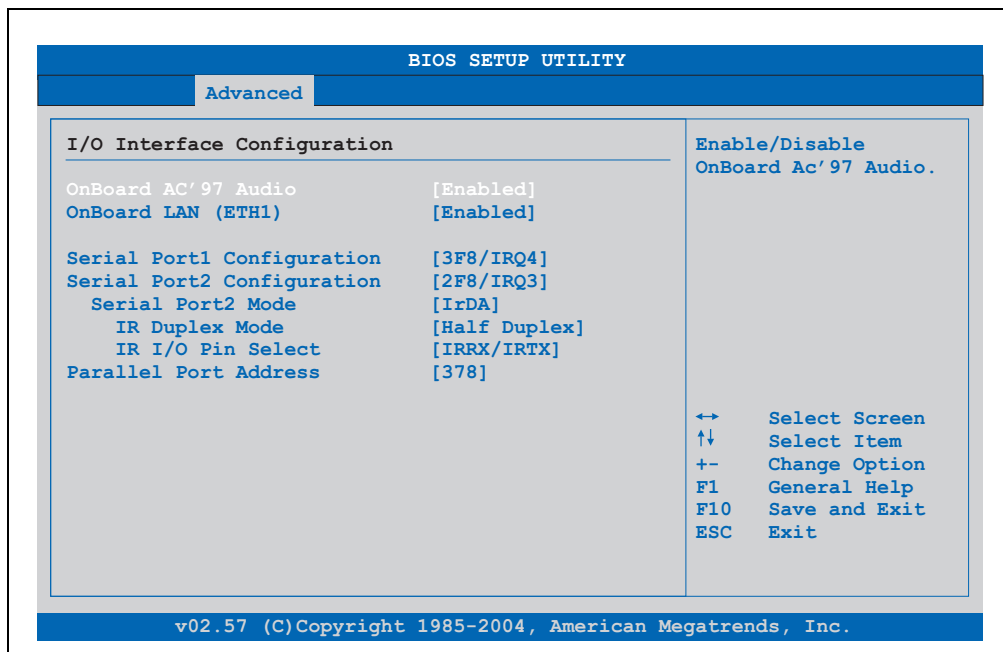 BIOS SETUP UTILITY
Advanced
I/O Interface Configuration
OnBoard AC'97 Audio [Enabled]
OnBoard LAN (ETH1) [Enabled]
Serial Port1 Configuration [3F8/IRQ4]
Serial Port2 Configuration [2F8/IRQ3]
Serial Port2 Mode [IrDA]
IR Duplex Mode [Half Duplex]
IR I/O Pin Select [IRRX/IRTX]
Parallel Port Address [378]
Enable/Disable
OnBoard Ac'97 Audio.
↔ Select Screen
↑↓ Select Item
+- Change Option
F1 General Help
F10 Save and Exit
ESC Exit
v02.57 (C)Copyright 1985-2004, American Megatrends, Inc.